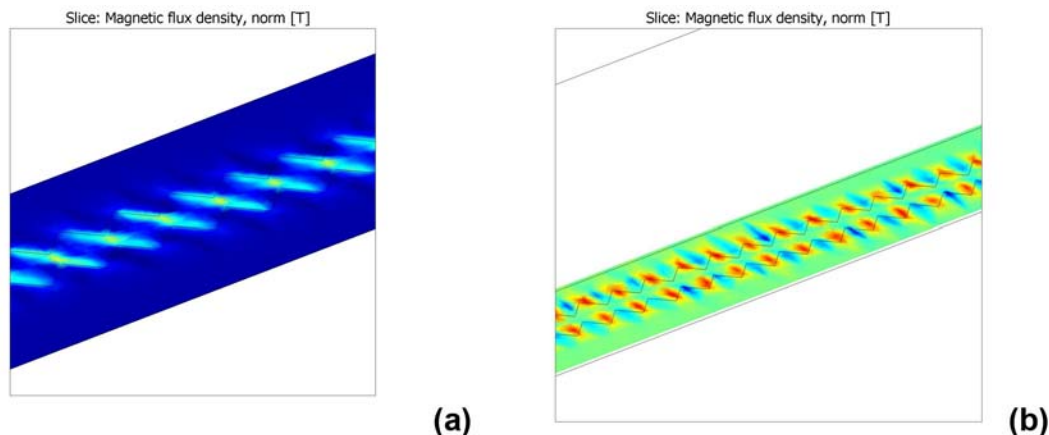 Slice: Magnetic flux density, norm [T]
Slice: Magnetic flux density, norm [T]
(a)
(b)